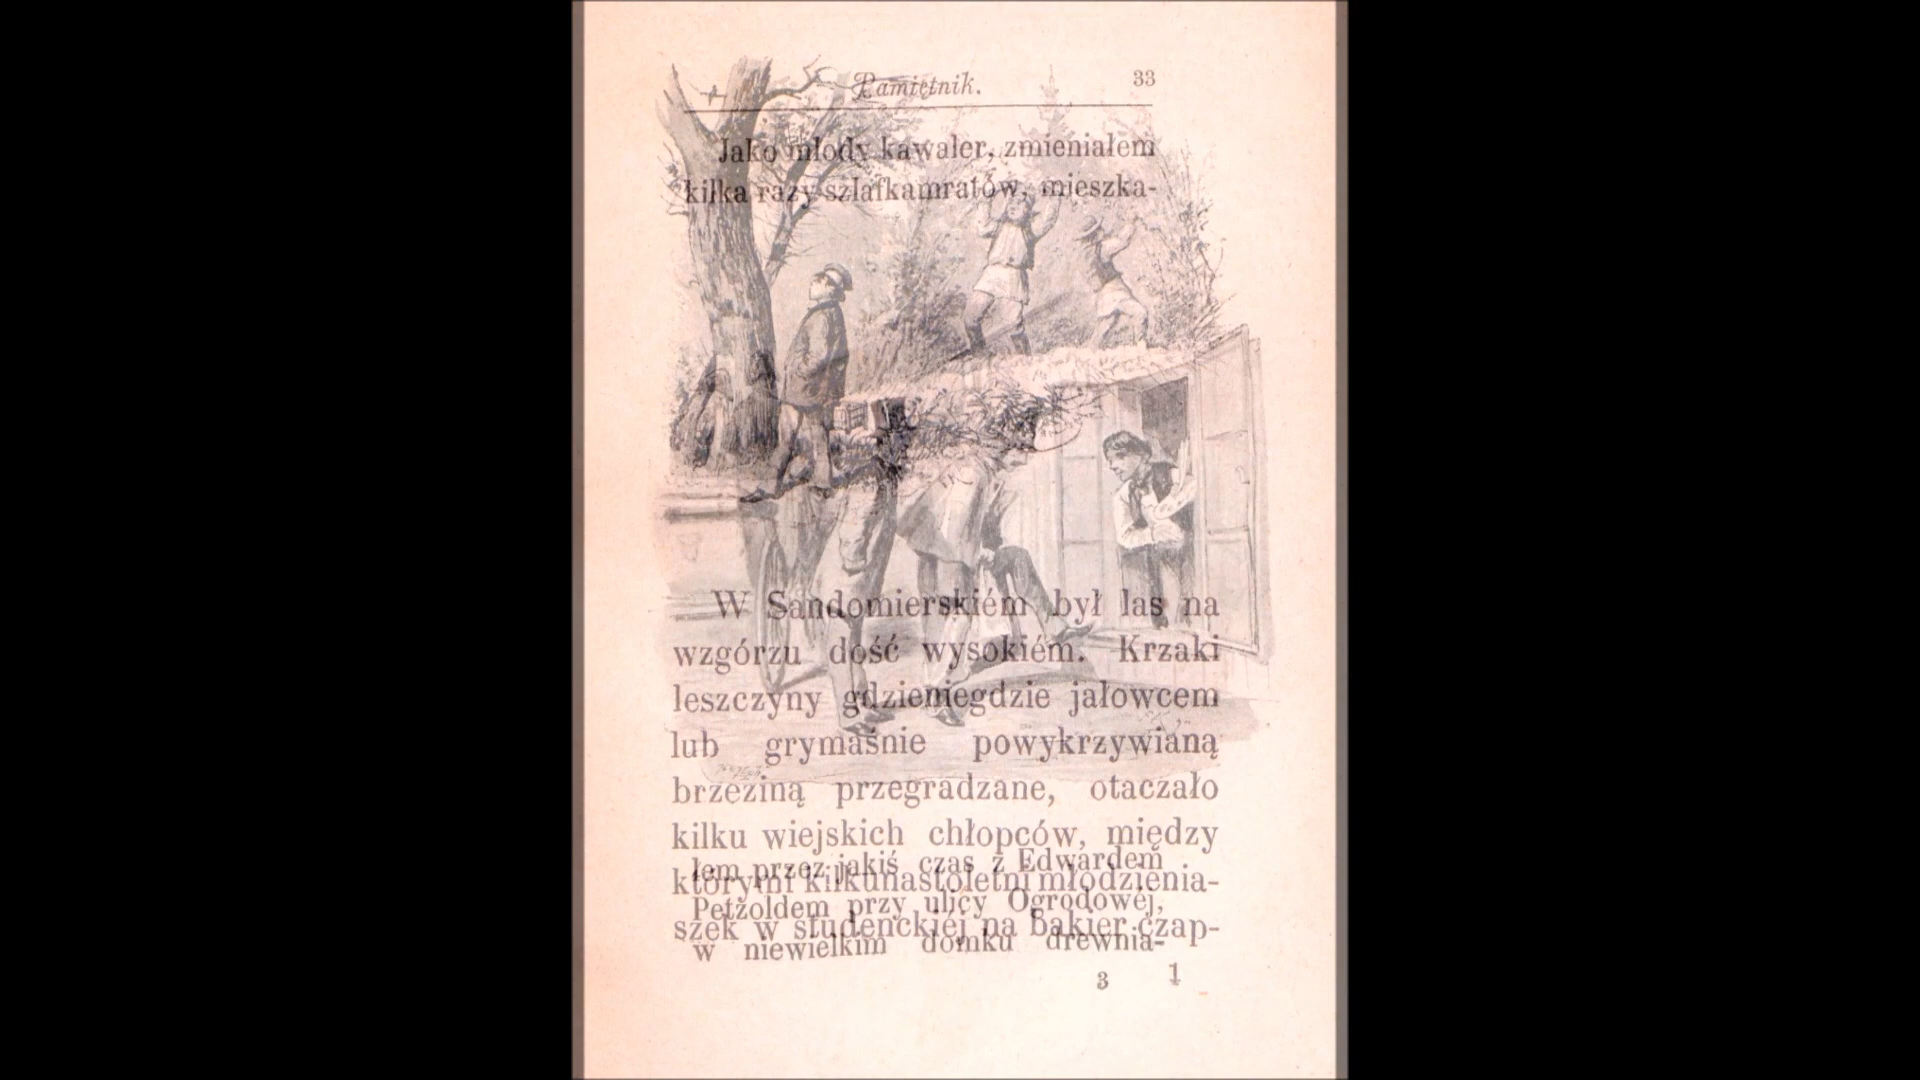 Pamiętnik.
33
Jako młody kawaler, zmieniałem
kilka razy szlafkamratów, mieszka-
W Sandomierskiém był las na
wzgórzu dość wysokiém. Krzaki
leszczyny gdzieniegdzie jałowcem
lub grymaśnie powykrzywianą
brzeziną przegradzane, otaczało
kilku wiejskich chłopców, między
łem przez jakiś czas z Edwardem
którymi kilkunastoletni młodzienia-
Petzoldem przy ulicy Ogrodowéj,
szek w studenckiéj na bakier czap-
w niewielkim domku drewnia-
3
1